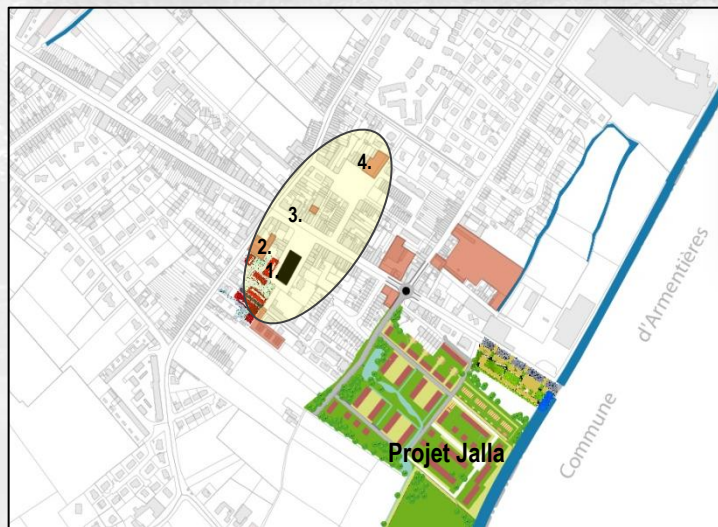 4.
3.
2.
1.
d'Armentières
Commune
Projet Jalla